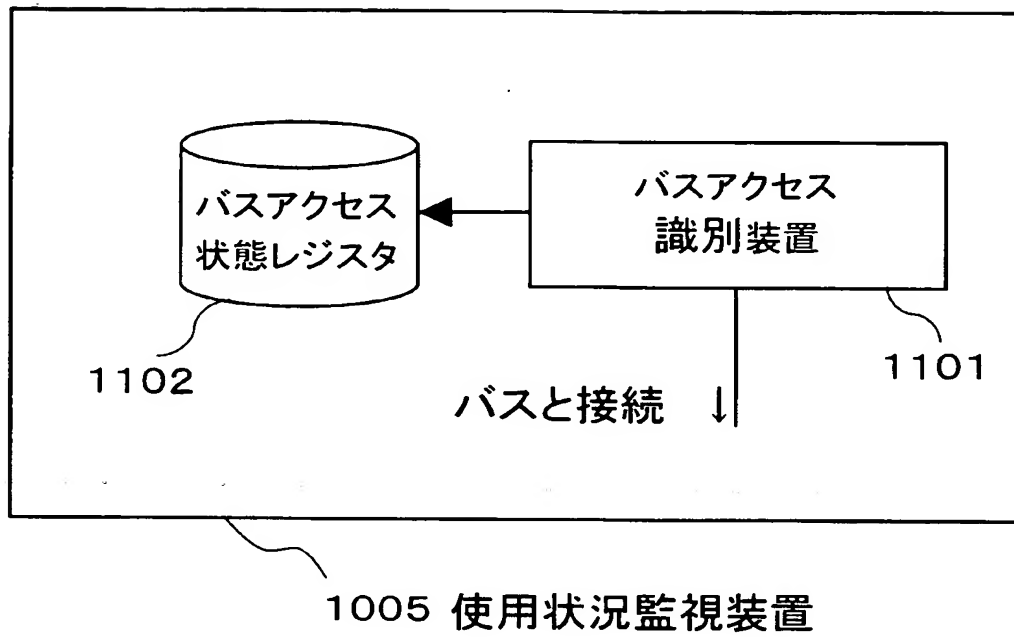 バスアクセス
状態レジスタ
バスアクセス
識別装置
1102
1101
バスと接続 ↓
1005 使用状況監視装置